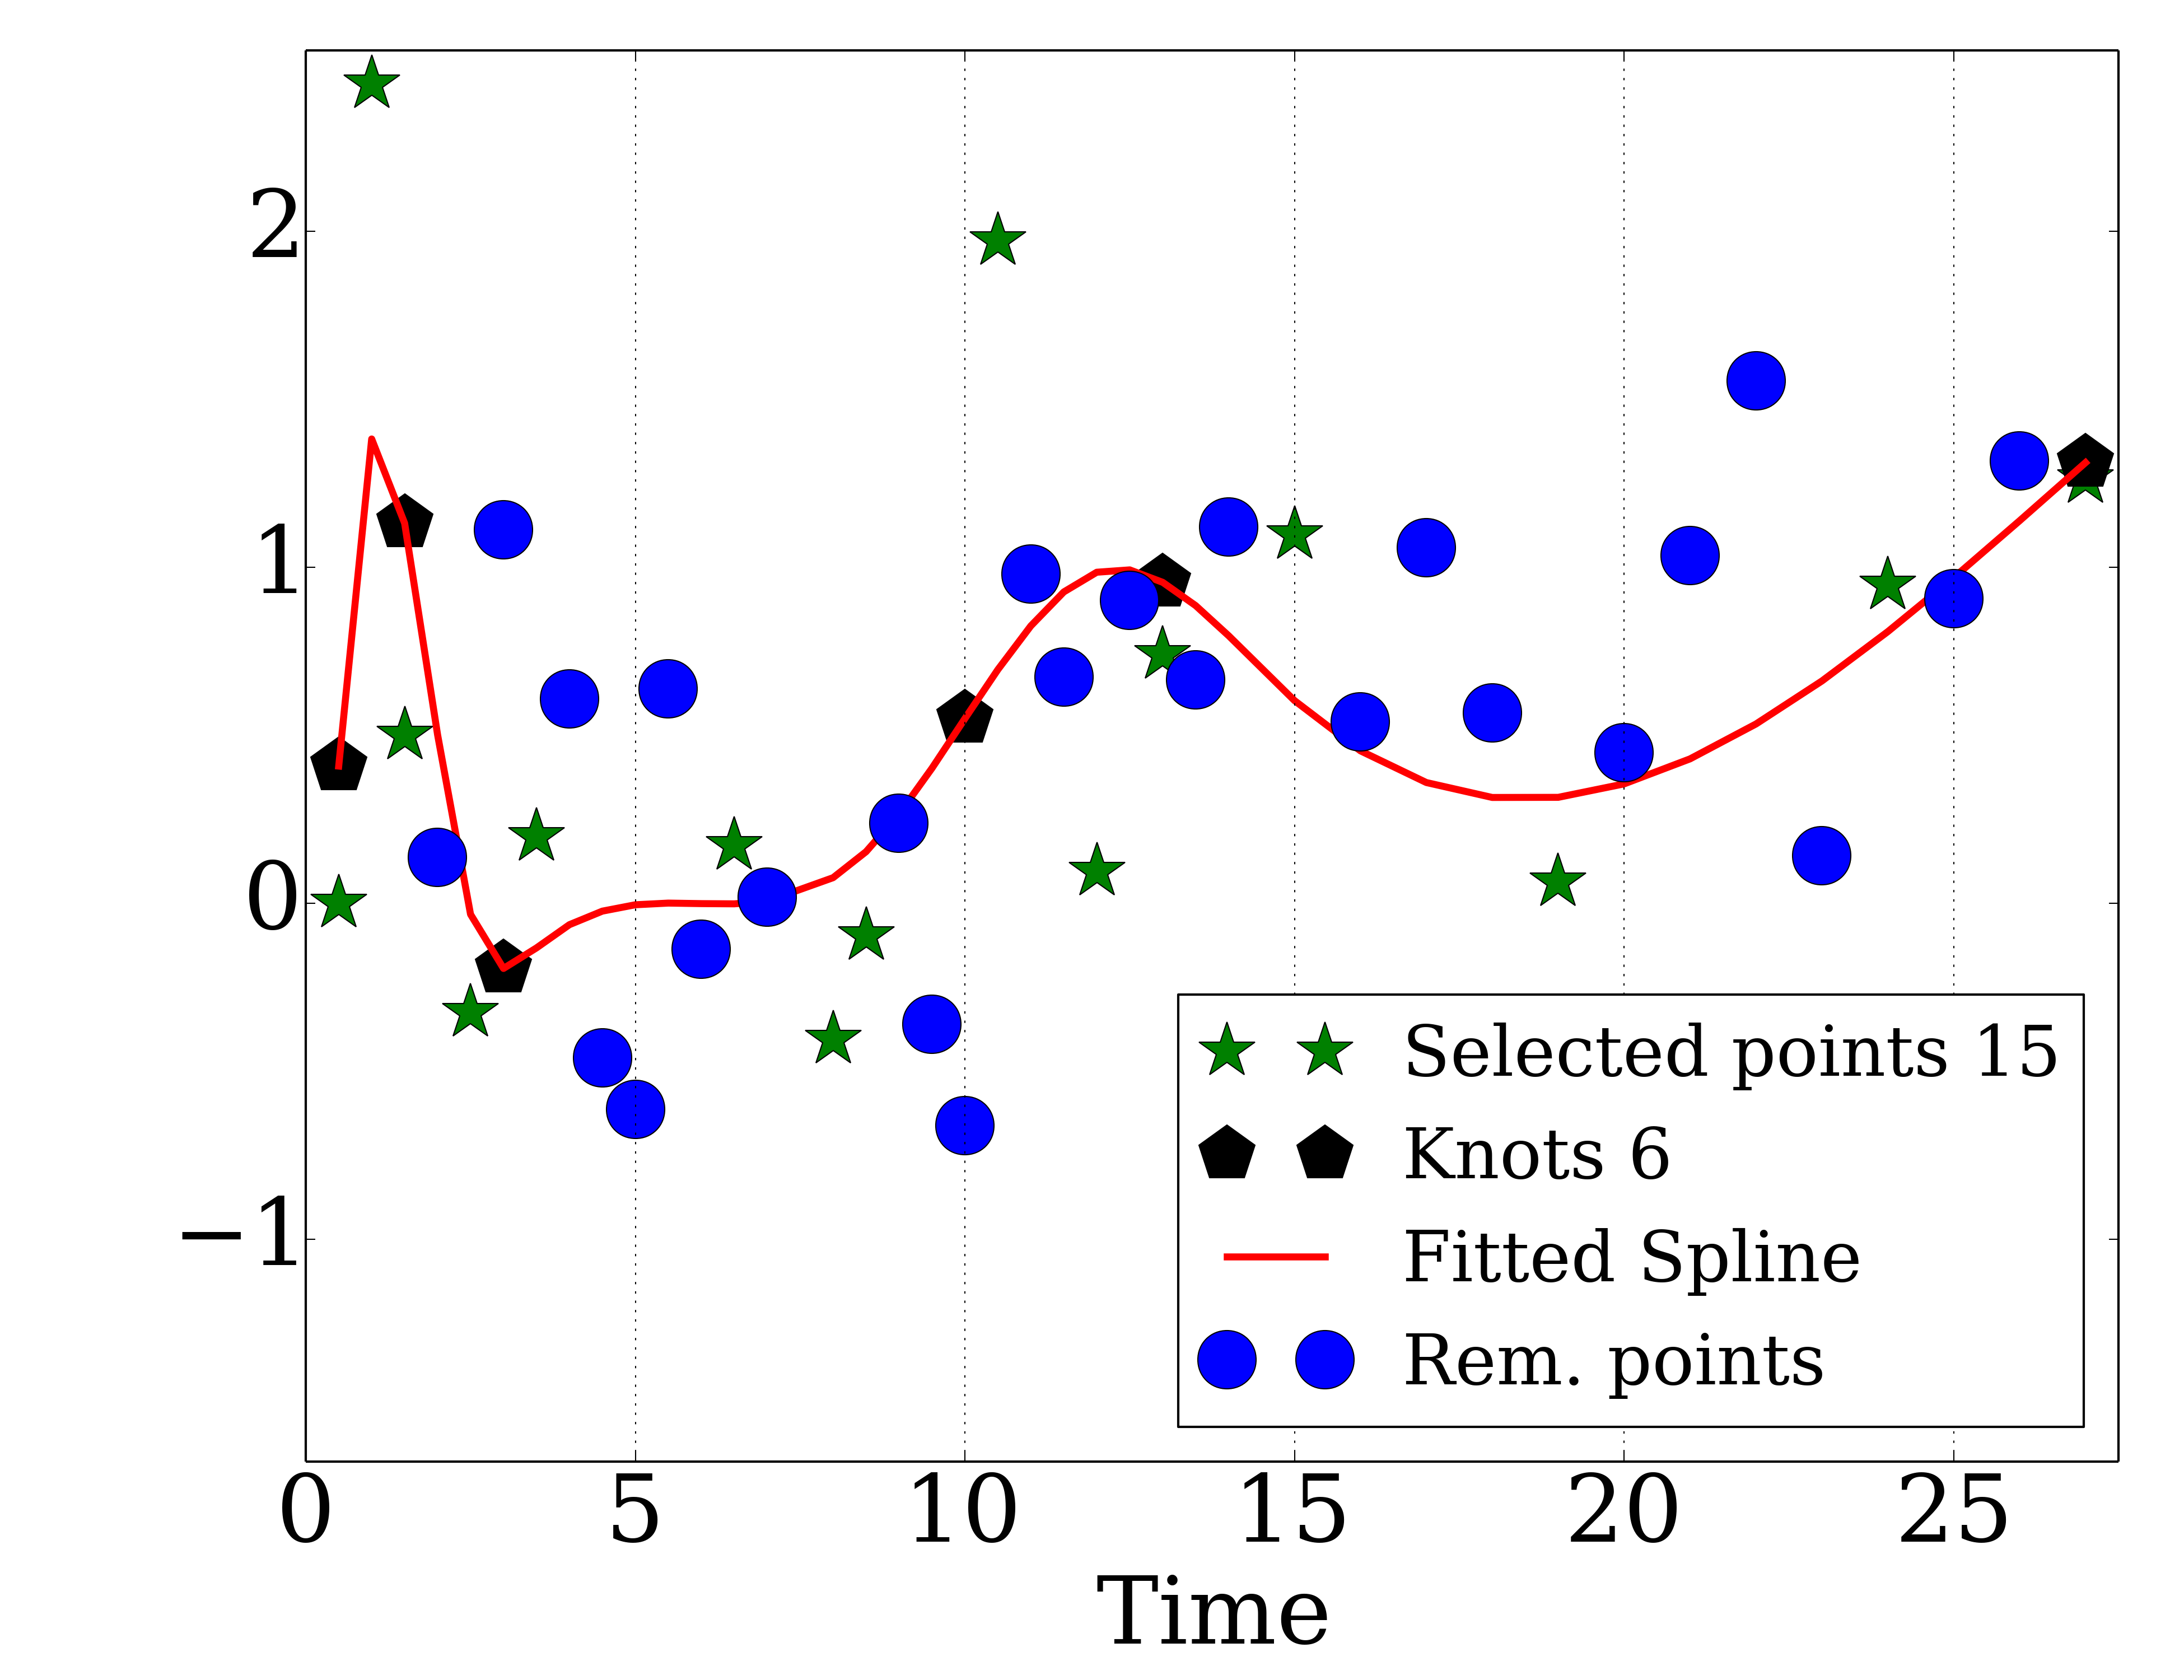 2
1
0
−1
0 5 10 15 20 25
Time
Selected points 15
Knots 6
Fitted Spline
Rem. points